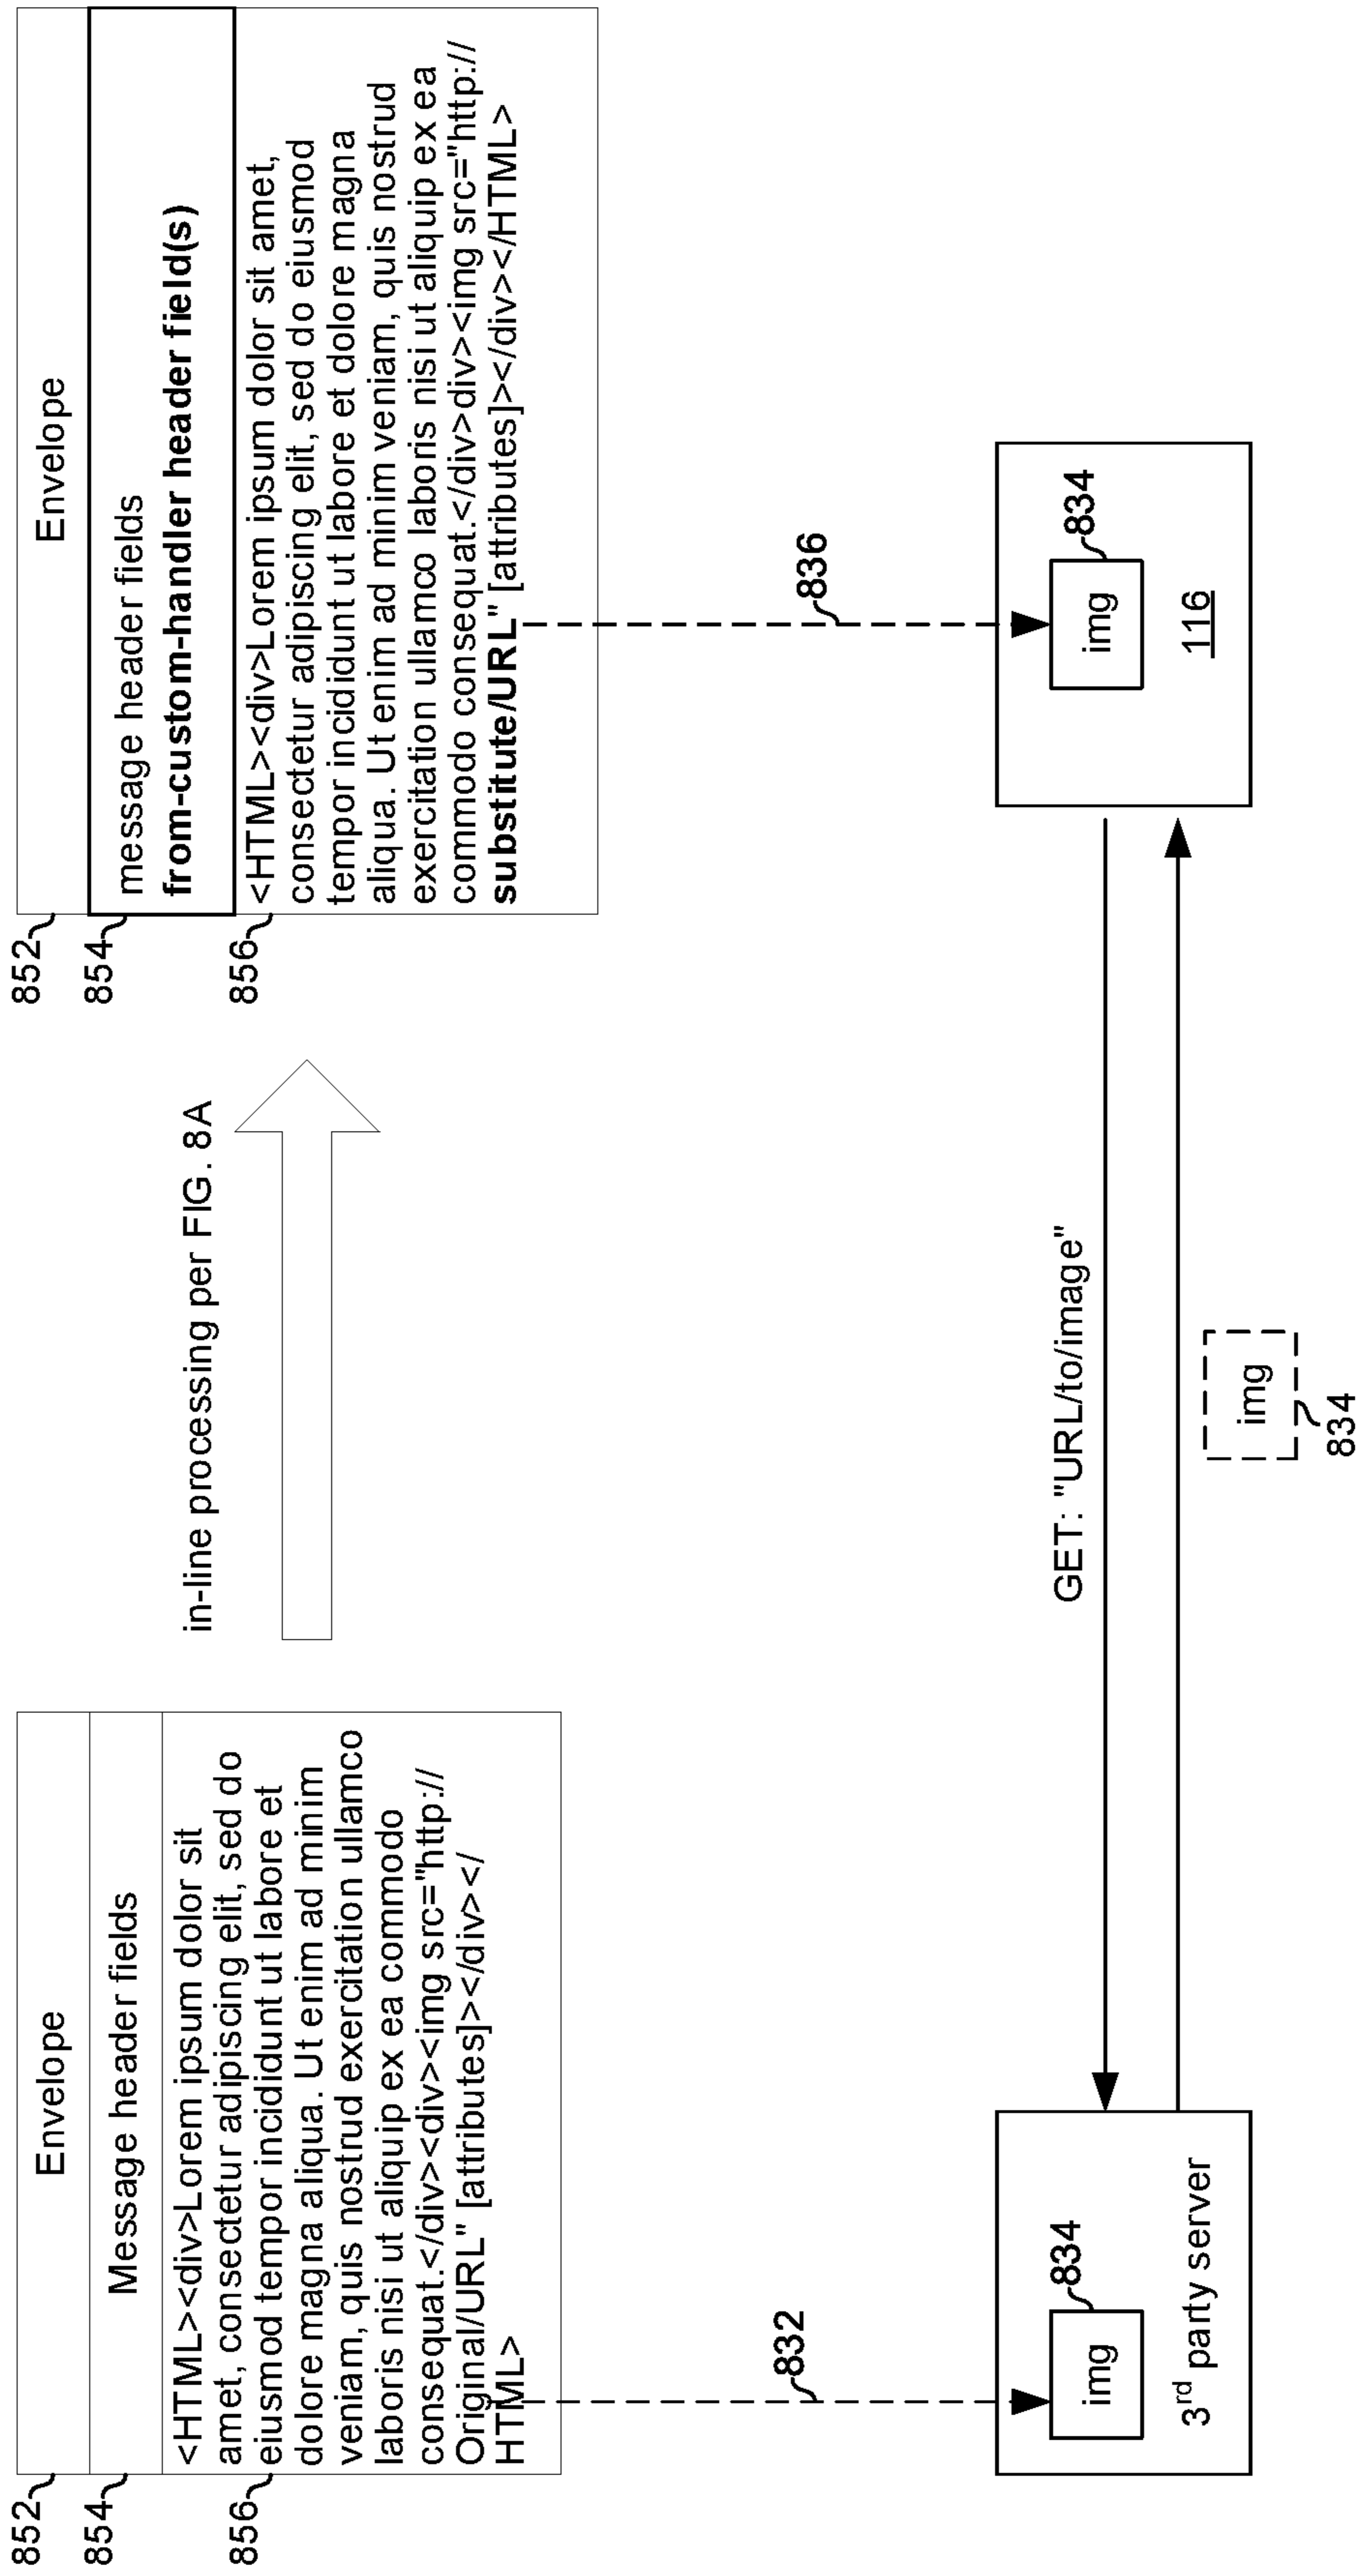 852
Envelope
854
Message header fields
856
<HTML><div>Lorem ipsum dolor sit
amet, consectetur adipiscing elit, sed do
eiusmod tempor incididunt ut labore et
dolore magna aliqua. Ut enim ad minim
veniam, quis nostrud exercitation ullamco
laboris nisi ut aliquip ex ea commodo
consequat.</div><div><img src="http://
Original/URL" [attributes]></div></
HTML>
in-line processing per FIG. 8A
852
Envelope
854
message header fields
from-custom-handler header field(s)
856
<HTML><div>Lorem ipsum dolor sit amet,
consectetur adipiscing elit, sed do eiusmod
tempor incididunt ut labore et dolore magna
aliqua. Ut enim ad minim veniam, quis nostrud
exercitation ullamco laboris nisi ut aliquip ex ea
commodo consequat.</div>div><img src="http://
substitute/URL" [attributes]></div></HTML>
832
836
834
img
3rd party server
GET: "URL/to/image"
img
834
834
img
116